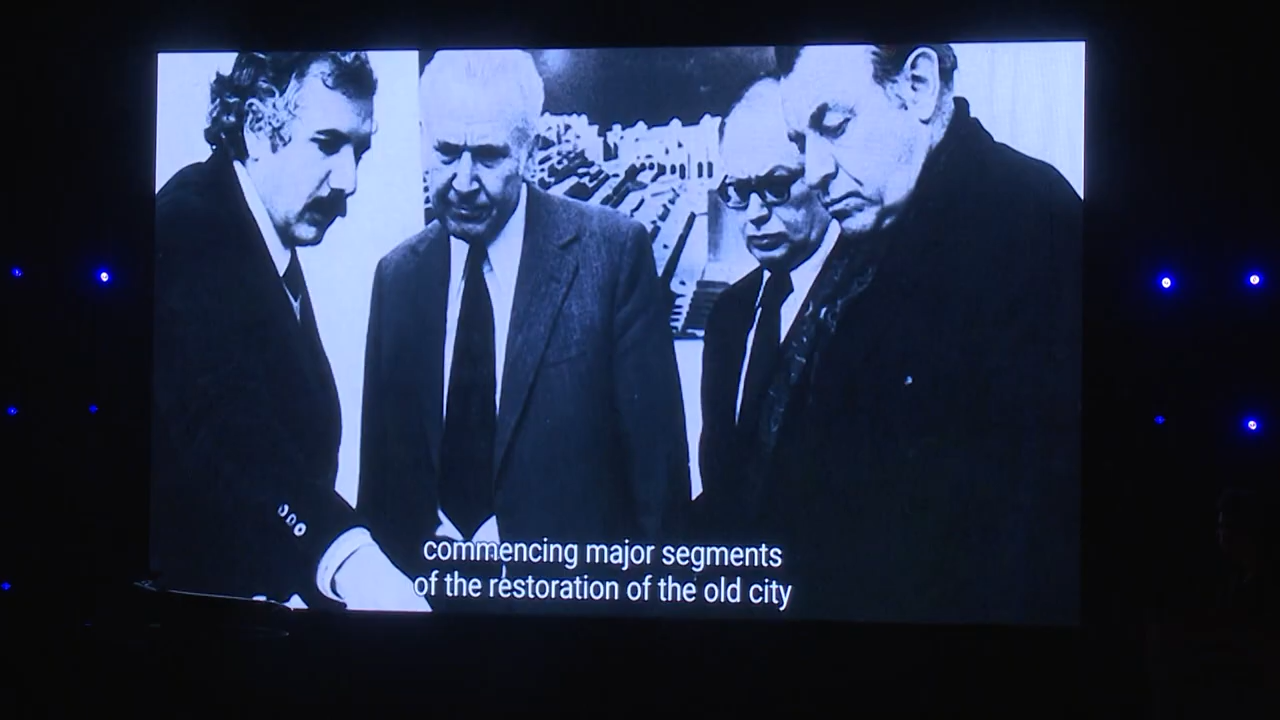 commencing major segments
of the restoration of the old city